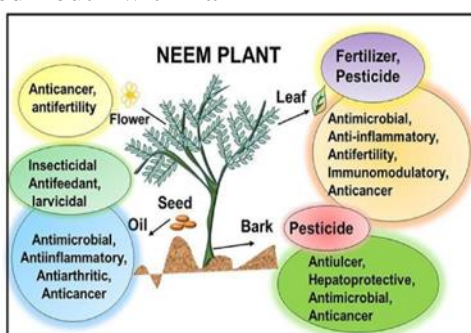 NEEM PLANT
Anticancer,
antifertility
Flower
Leaf
Fertilizer,
Pesticide
Antimicrobial,
Anti-inflammatory,
Antifertility,
Immunomodulatory,
Anticancer
Insecticidal
Antifeedant,
larvicidal
Seed
Oil
Antimicrobial,
Antiinflammatory,
Antiarthritic,
Anticancer
Bark
Pesticide
Antiulcer,
Hepatoprotective,
Antimicrobial,
Anticancer